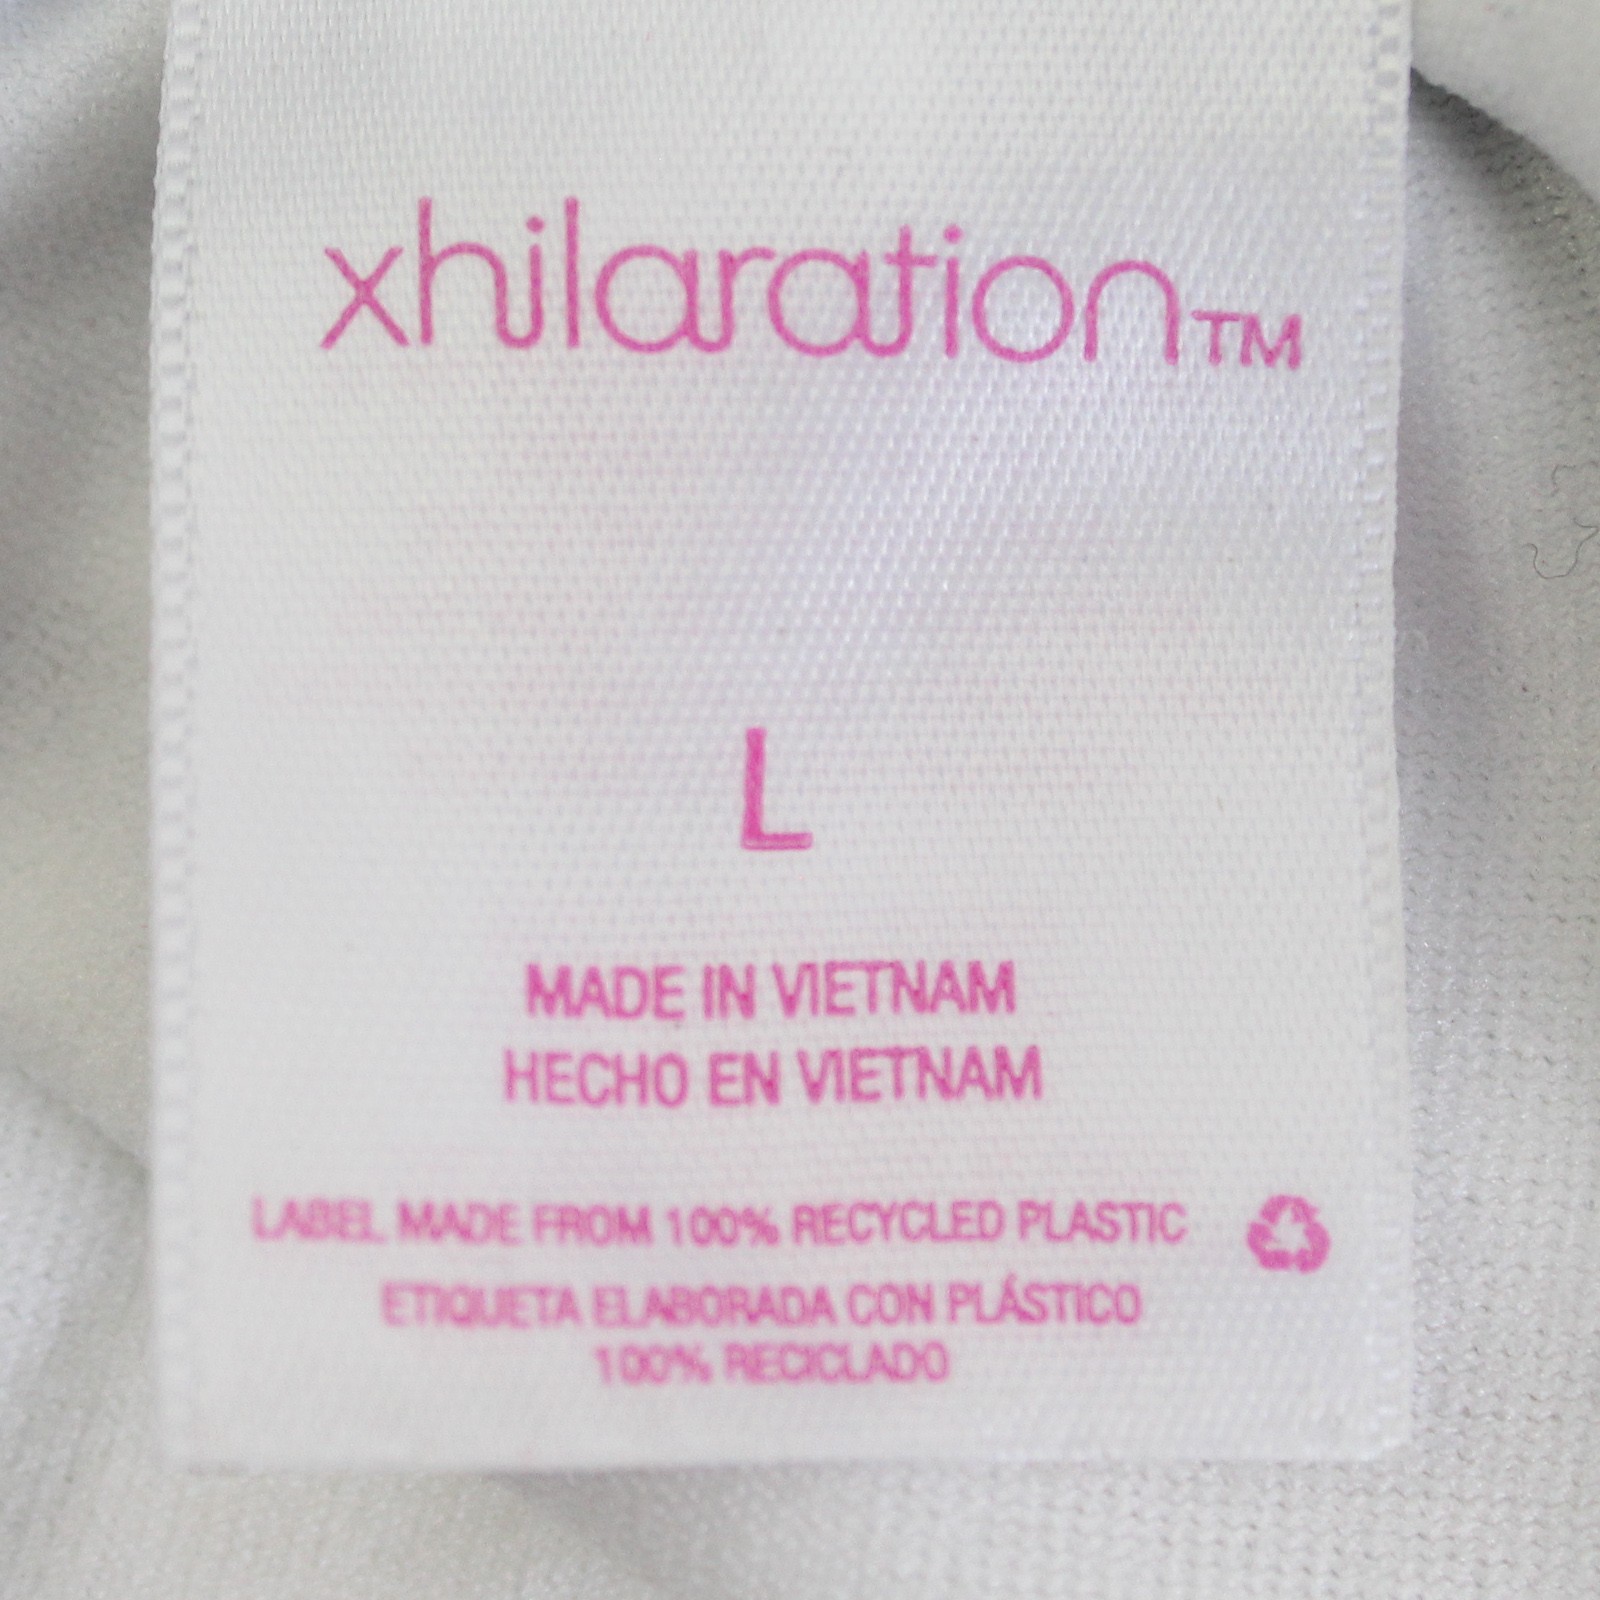 xhilaration™
L
MADE IN VIETNAM
HECHO EN VIETNAM
LABEL MADE FROM 100% RECYCLED PLASTIC
ETIQUETA ELABORADA CON PLÁSTICO
100% RECICLADO